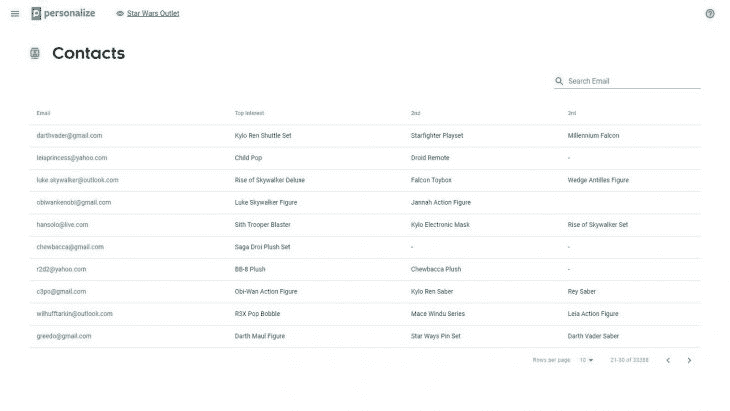 personalize Star Wars Outlet
Contacts
Search Email
Email Top Interest 2nd 3rd
darthvader@gmail.com Kylo Ren Shuttle Set Starfighter Playset Millennium Falcon
leiaprincess@yahoo.com Child Pop Droid Remote -
luke.skywalker@outlook.com Rise of Skywalker Deluxe Falcon Toybox Wedge Antilles Figure
obiwankenobi@gmail.com Luke Skywalker Figure Jannah Action Figure
hansolo@live.com Sith Trooper Blaster Kylo Electronic Mask Rise of Skywalker Set
chewbacca@gmail.com Saga Droi Plush Set - -
r2d2@yahoo.com BB-8 Plush Chewbacca Plush -
c3po@gmail.com Obi-Wan Action Figure Kylo Ren Saber Rey Saber
wilhufftarkin@outlook.com R3X Pop Bobble Mace Windu Series Leia Action Figure
greedo@gmail.com Darth Maul Figure Star Ways Pin Set Darth Vader Saber
Rows per page: 10 21-30 of 33388